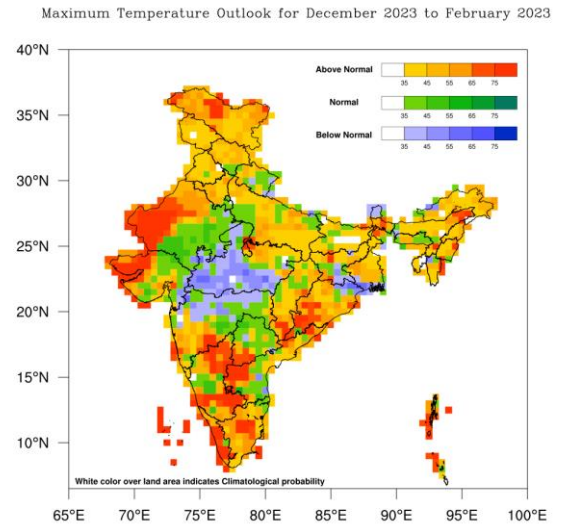 Maximum Temperature Outlook for December 2023 to February 2023
40°N
35°N
30°N
25°N
20°N
15°N
10°N
Above Normal
35 45 55 65 75
Normal
35 45 55 65 75
Below Normal
35 45 55 65 75
White color over land area indicates Climatological probability
65°E 70°E 75°E 80°E 85°E 90°E 95°E 100°E